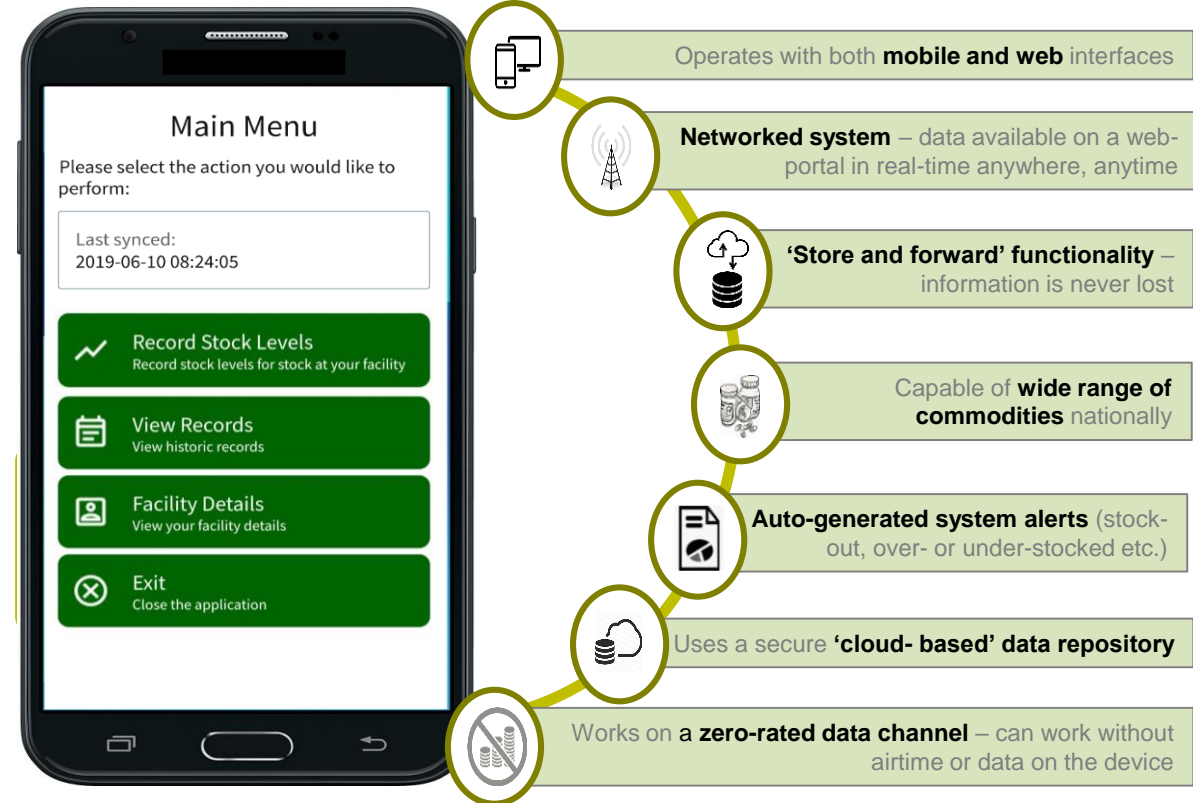 Main Menu
Please select the action you would like to
perform:
Last synced:
2019-06-10 08:24:05
Record Stock Levels
Record stock levels for stock at your facility
View Records
View historic records
Facility Details
View your facility details
Exit
Close the application
Operates with both mobile and web interfaces
Networked system – data available on a web-
portal in real-time anywhere, anytime
‘Store and forward’ functionality –
information is never lost
Capable of wide range of
commodities nationally
Auto-generated system alerts (stock-
out, over- or under-stocked etc.)
Uses a secure ‘cloud- based’ data repository
Works on a zero-rated data channel – can work without
airtime or data on the device